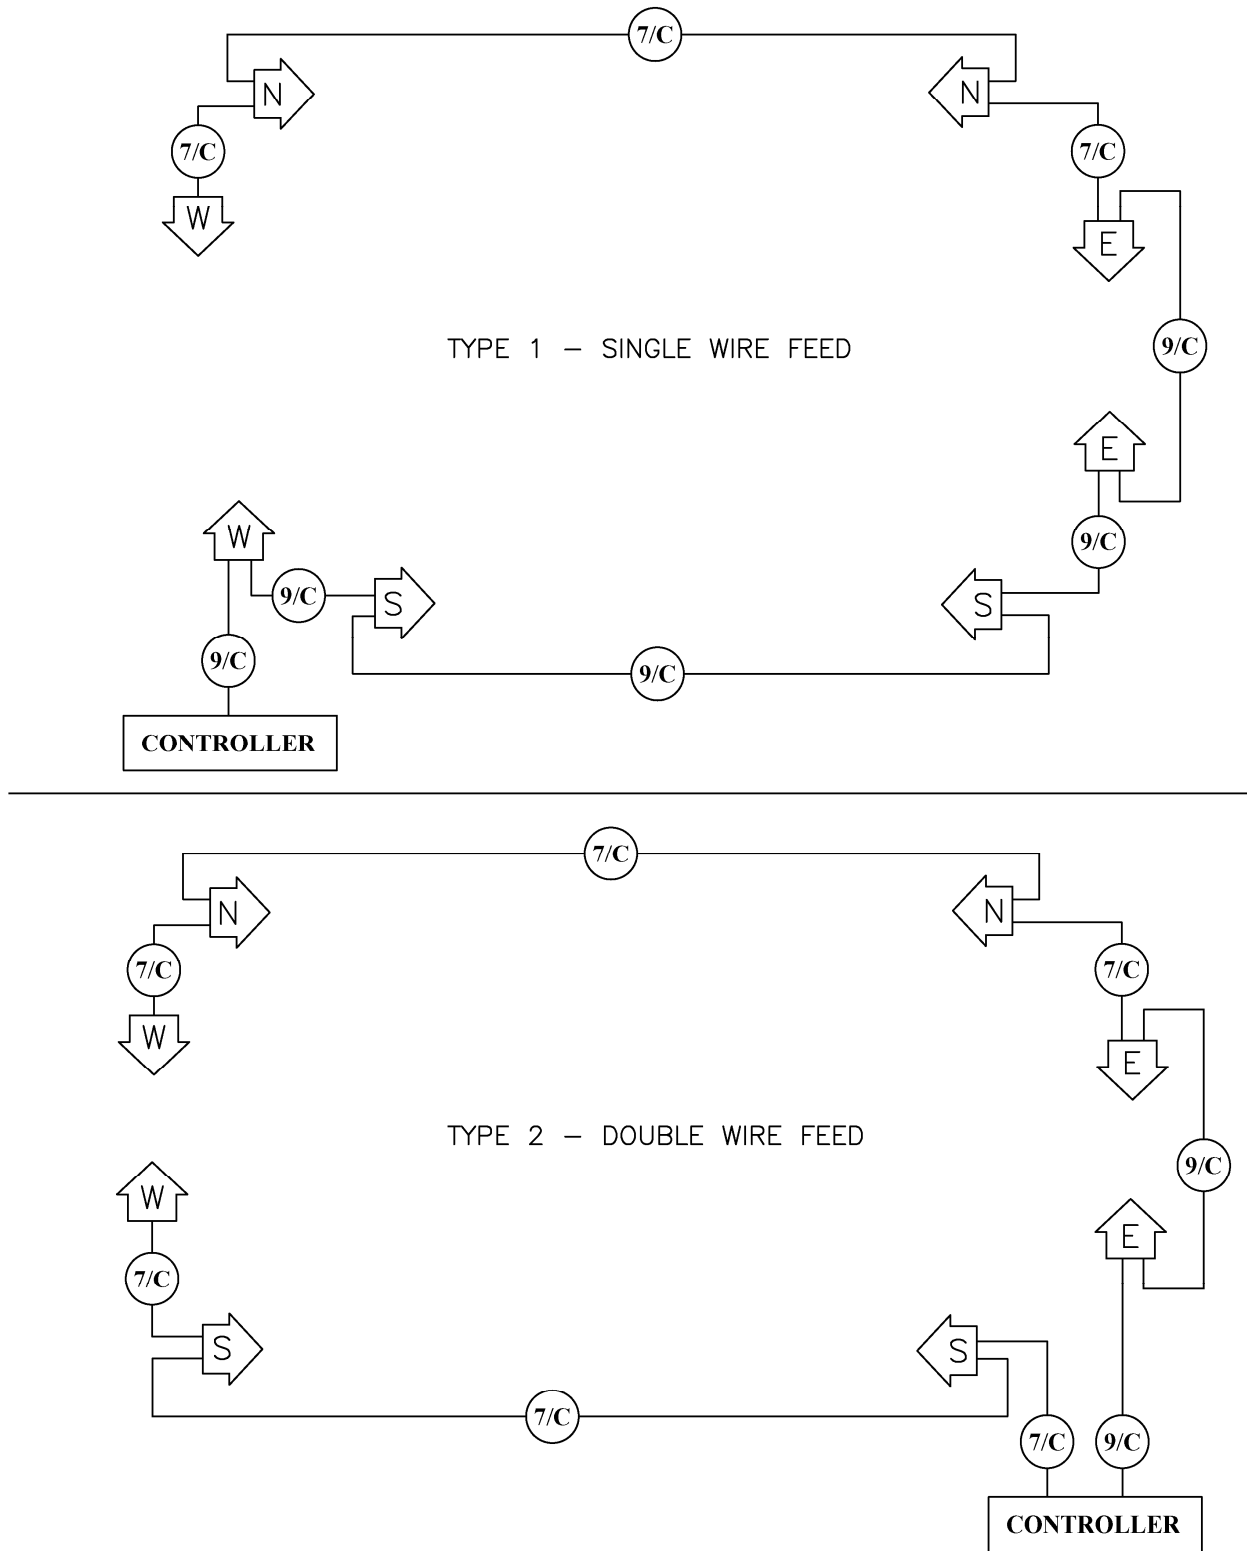 7/C
N
N
7/C
7/C
W
E
TYPE 1 – SINGLE WIRE FEED
9/C
E
W
9/C
9/C
S
S
9/C
9/C
CONTROLLER
7/C
N
N
7/C
7/C
W
E
TYPE 2 – DOUBLE WIRE FEED
9/C
W
E
7/C
S
S
7/C
7/C
9/C
CONTROLLER